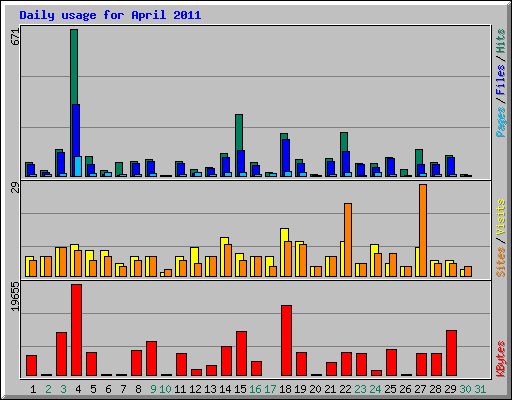 Daily usage for April 2011
671
Pages / Files / Hits
29
Sites / Visits
19655
KBytes
1 2 3 4 5 6 7 8 9 10 11 12 13 14 15 16 17 18 19 20 21 22 23 24 25 26 27 28 29 30 31